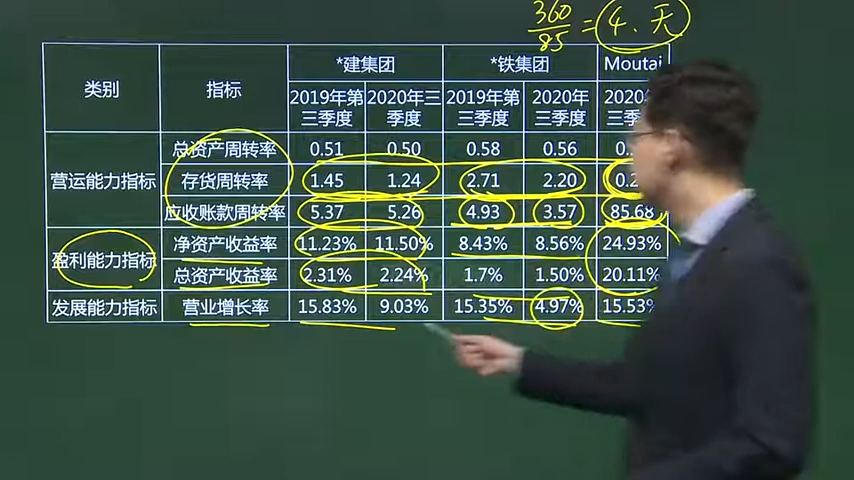 360
85 = 4. 天
*建集团 *铁集团 Moutai
类别 指标 2019年第三季度 2020年三季度 2019年第三季度 2020年三季度
总资产周转率 0.51 0.50 0.58 0.56
营运能力指标 存货周转率 1.45 1.24 2.71 2.20
应收账款周转率 5.37 5.26 4.93 3.57 85.68
盈利能力指标 净资产收益率 11.23% 11.50% 8.43% 8.56% 24.93%
总资产收益率 2.31% 2.24% 1.7% 1.50% 20.11%
发展能力指标 营业增长率 15.83% 9.03% 15.35% 4.97% 15.53%